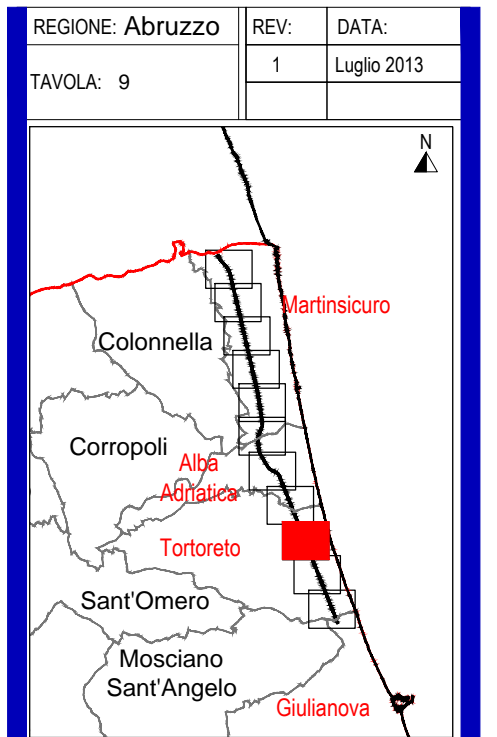 REGIONE: Abruzzo
REV:
DATA:
TAVOLA: 9
1
Luglio 2013
N
Martinsicuro
Colonnella
Corropoli
Alba
Adriatica
Tortoreto
Sant'Omero
Mosciano
Sant'Angelo
Giulianova